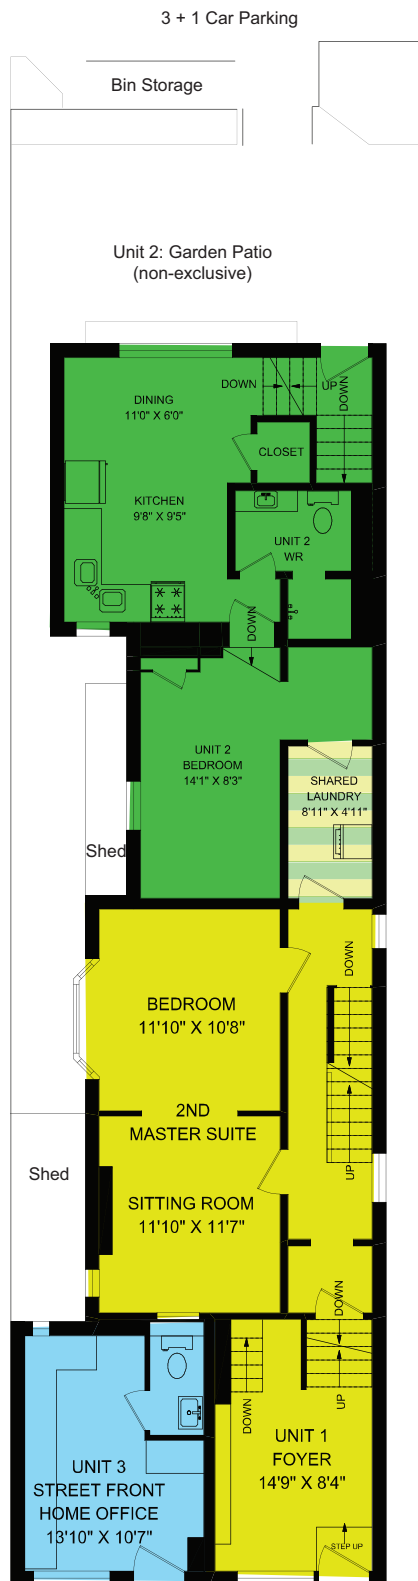 3 + 1 Car Parking
Bin Storage
Unit 2: Garden Patio
(non-exclusive)
DINING
11'0" X 6'0"
DOWN
UP
DOWN
CLOSET
KITCHEN
9'8" X 9'5"
UNIT 2
WR
DOWN
UNIT 2
BEDROOM
14'1" X 8'3"
SHARED
LAUNDRY
8'11" X 4'11"
Shed
DOWN
BEDROOM
11'10" X 10'8"
2ND
MASTER SUITE
UP
Shed
SITTING ROOM
11'10" X 11'7"
DOWN
DOWN
UP
UNIT 1
FOYER
14'9" X 8'4"
UNIT 3
STREET FRONT
HOME OFFICE
13'10" X 10'7"
STEP UP